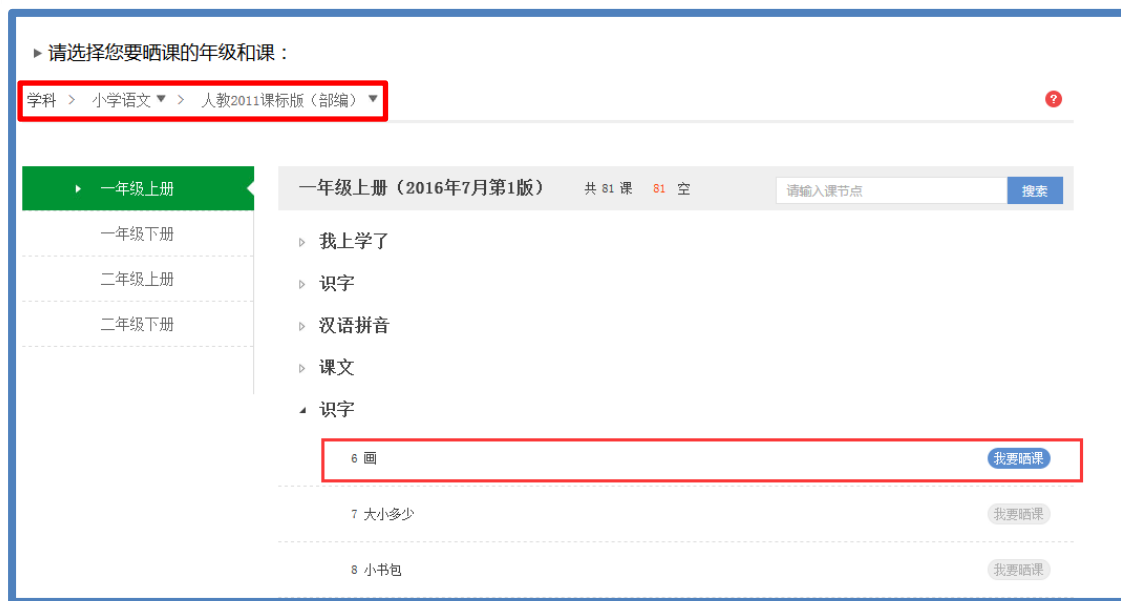 请选择您要晒课的年级和课：
学科 > 小学语文 > 人教2011课标版（部编）
?
一年级上册
一年级下册
二年级上册
二年级下册
一年级上册（2016年7月第1版） 共 81 课 81 空 请输入课节点 搜索
我上学了
识字
汉语拼音
课文
识字
6 画 我要晒课
7 大小多少 我要晒课
8 小书包 我要晒课